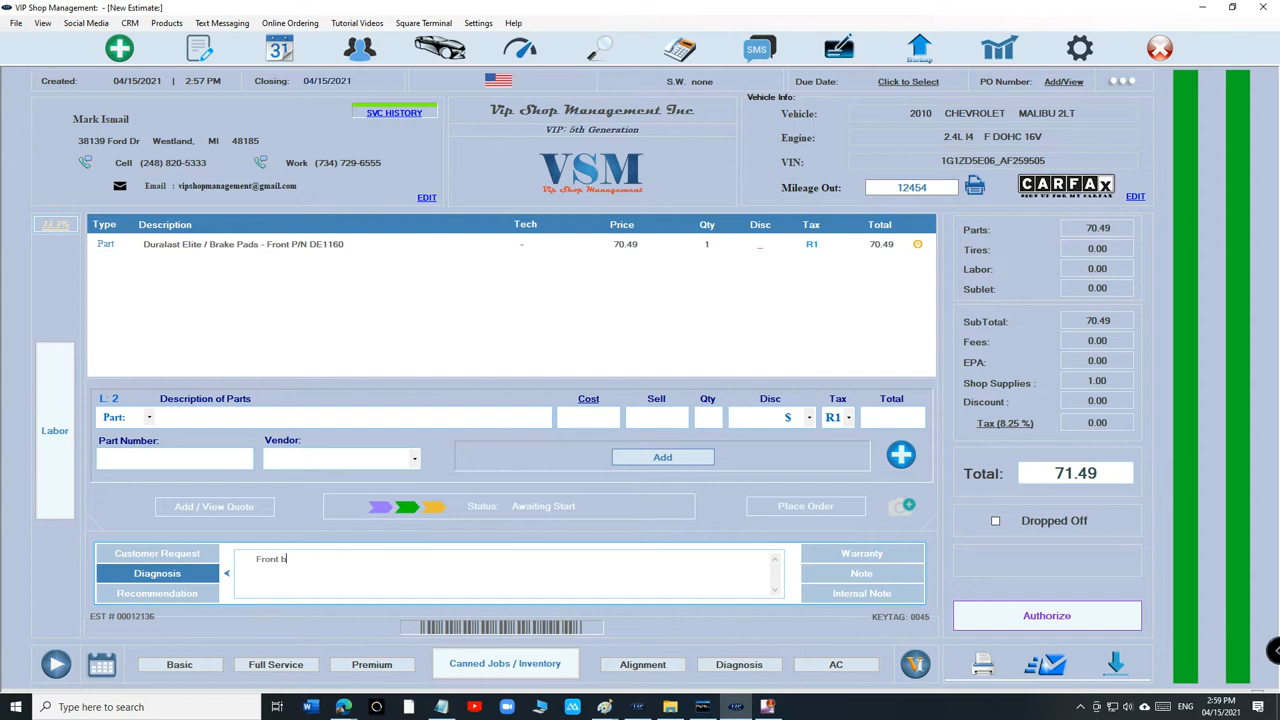 VIP Shop Management: - [New Estimate:]
File View Social Media CRM Products Text Messaging Online Ordering Tutorial Videos Square Terminal Settings Help
31 SMS Backup
Created: 04/15/2021 | 2:57 PM Closing: 04/15/2021 S.W. none Due Date: Click to Select PO Number: Add/View
Mark Ismail
SVC HISTORY
38139 Ford Dr Westland, MI 48185
Cell (248) 820-5333 Work (734) 729-6555
Email : vipshopmanagement@gmail.com
EDIT
Vip Shop Management Inc
VIP: 5th Generation
VSM
Vip Shop Management
Vehicle Info:
Vehicle: 2010 CHEVROLET MALIBU 2LT
Engine: 2.4L I4 F DOHC 16V
VIN: 1G1ZD5E06_AF259505
Mileage Out: 12454
CARFAX
SIGN UP FOR MY CARFAX
EDIT
Type Description Tech Price Qty Disc Tax Total
Part Duralast Elite / Brake Pads - Front P/N DE1160 - 70.49 1 _ R1 70.49
Labor
L: 2 Description of Parts Cost Sell Qty Disc Tax Total
Part: $ R1
Part Number: Vendor:
Add
Add / View Quote
Status: Awaiting Start
Place Order
Customer Request
Diagnosis
Recommendation
Front b
Warranty
Note
Internal Note
EST # 00012136
KEYTAG: 0045
Parts: 70.49
Tires: 0.00
Labor: 0.00
Sublet: 0.00
SubTotal: 70.49
Fees: 0.00
EPA: 0.00
Shop Supplies : 1.00
Discount : 0.00
Tax (8.25 %) 0.00
Total: 71.49
Dropped Off
Authorize
Basic Full Service Premium Canned Jobs / Inventory Alignment Diagnosis AC
Type here to search
ENG 2:59 PM
04/15/2021